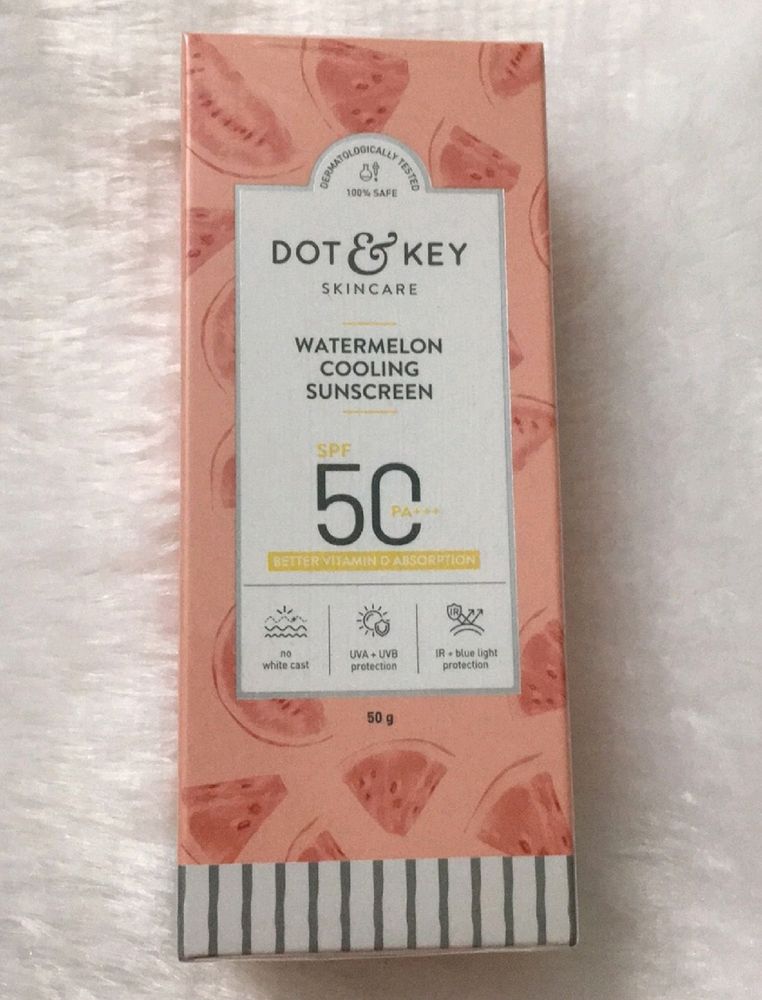 DERMATOLOGICALLY TESTED
100% SAFE
DOT & KEY
SKINCARE
WATERMELON
COOLING
SUNSCREEN
SPF
50
PA+++
BETTER VITAMIN D ABSORPTION
no
white cast
UVA + UVB
protection
IR
IR + blue light
protection
50 g